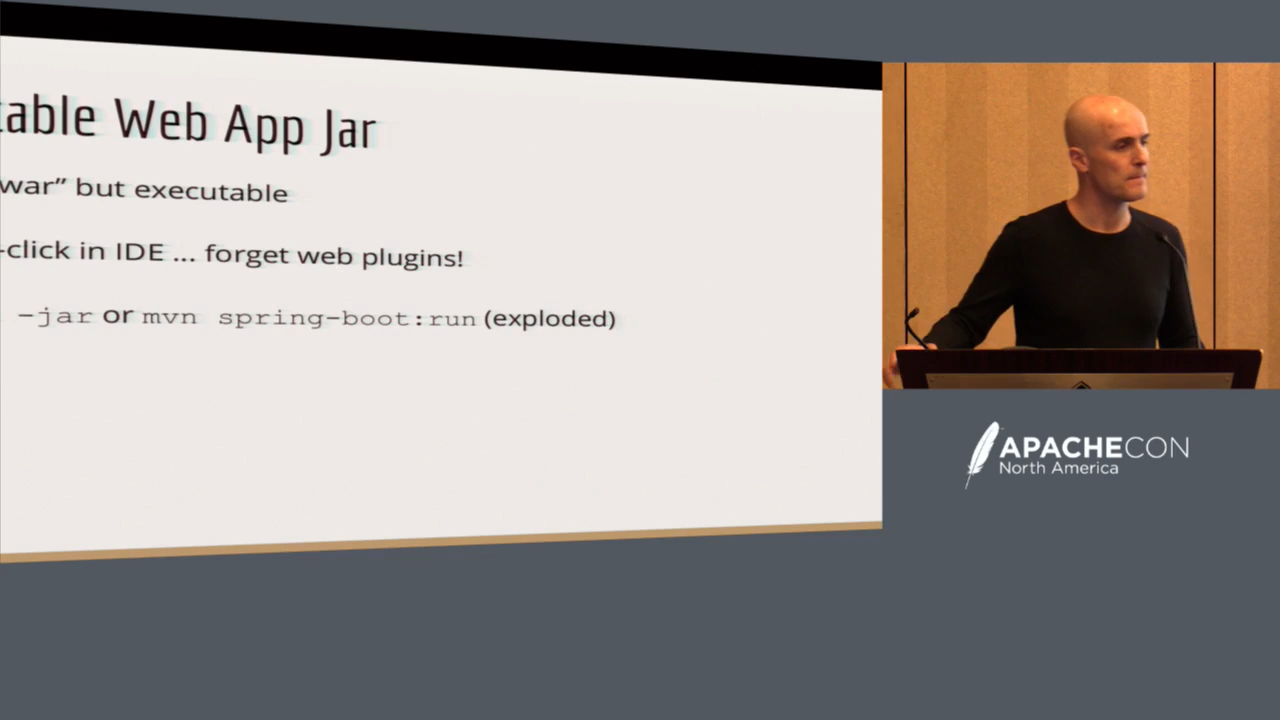 table Web App Jar
war” but executable
-click in IDE ... forget web plugins!
-jar or mvn spring-boot:run (exploded)
APACHECON
North America